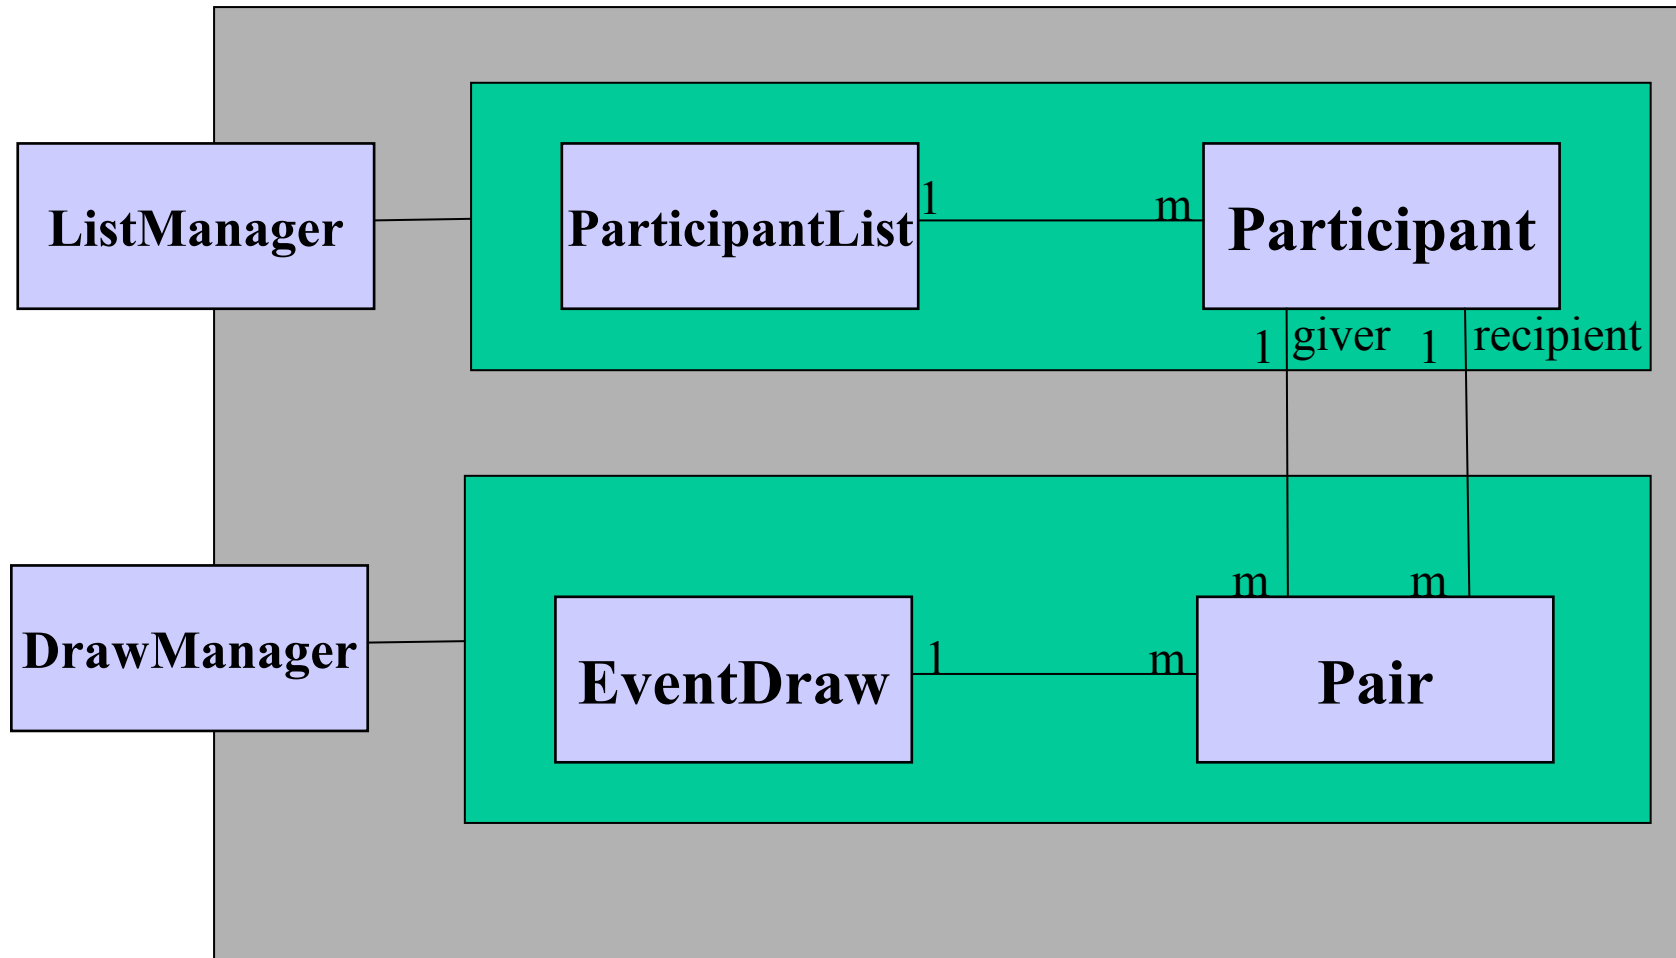 ListManager
ParticipantList
1
m
Participant
1
giver
1
recipient
DrawManager
EventDraw
1
m
m
m
Pair